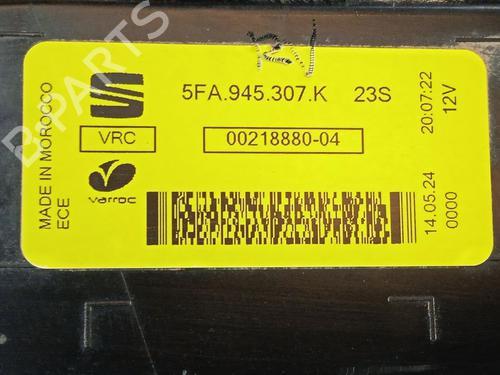 MADE IN MOROCCO
ECE
5FA.945.307.K 23S
VRC
00218880-04
varroc
20:07:22
12V
14.05.24
0000
B-PARTS